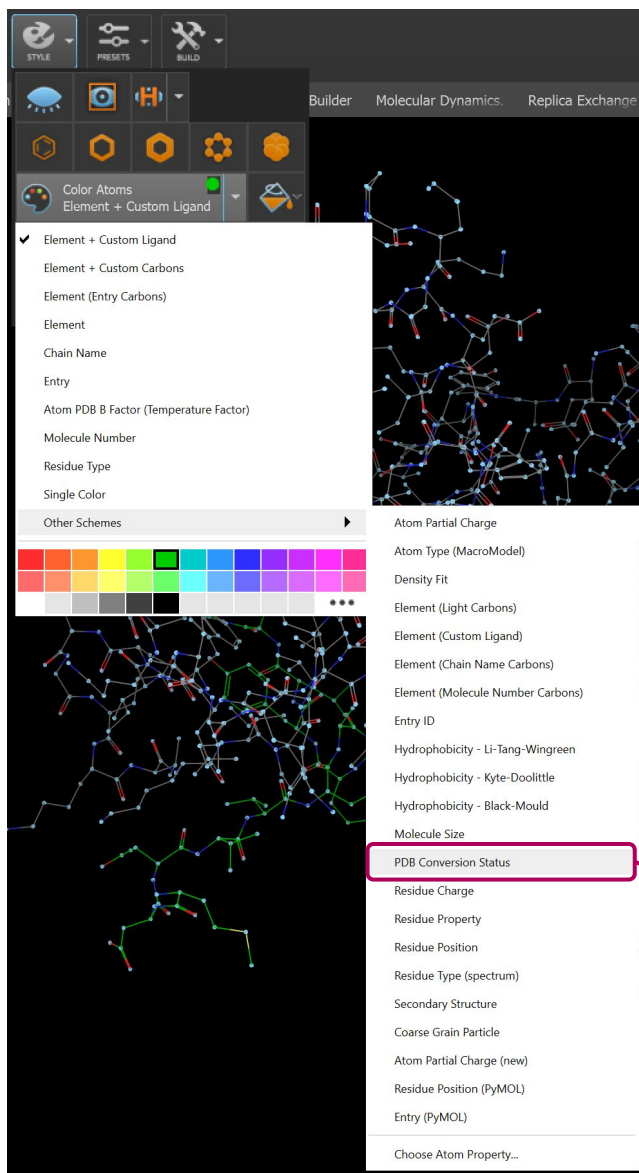 STYLE
PRESETS
BUILD
Builder Molecular Dynamics. Replica Exchange
Color Atoms
Element + Custom Ligand
Element + Custom Ligand
Element + Custom Carbons
Element (Entry Carbons)
Element
Chain Name
Entry
Atom PDB B Factor (Temperature Factor)
Molecule Number
Residue Type
Single Color
Other Schemes
Atom Partial Charge
Atom Type (MacroModel)
Density Fit
Element (Light Carbons)
Element (Custom Ligand)
Element (Chain Name Carbons)
Element (Molecule Number Carbons)
Entry ID
Hydrophobicity - Li-Tang-Wingreen
Hydrophobicity - Kyte-Doolittle
Hydrophobicity - Black-Mould
Molecule Size
PDB Conversion Status
Residue Charge
Residue Property
Residue Position
Residue Type (spectrum)
Secondary Structure
Coarse Grain Particle
Atom Partial Charge (new)
Residue Position (PyMOL)
Entry (PyMOL)
Choose Atom Property...